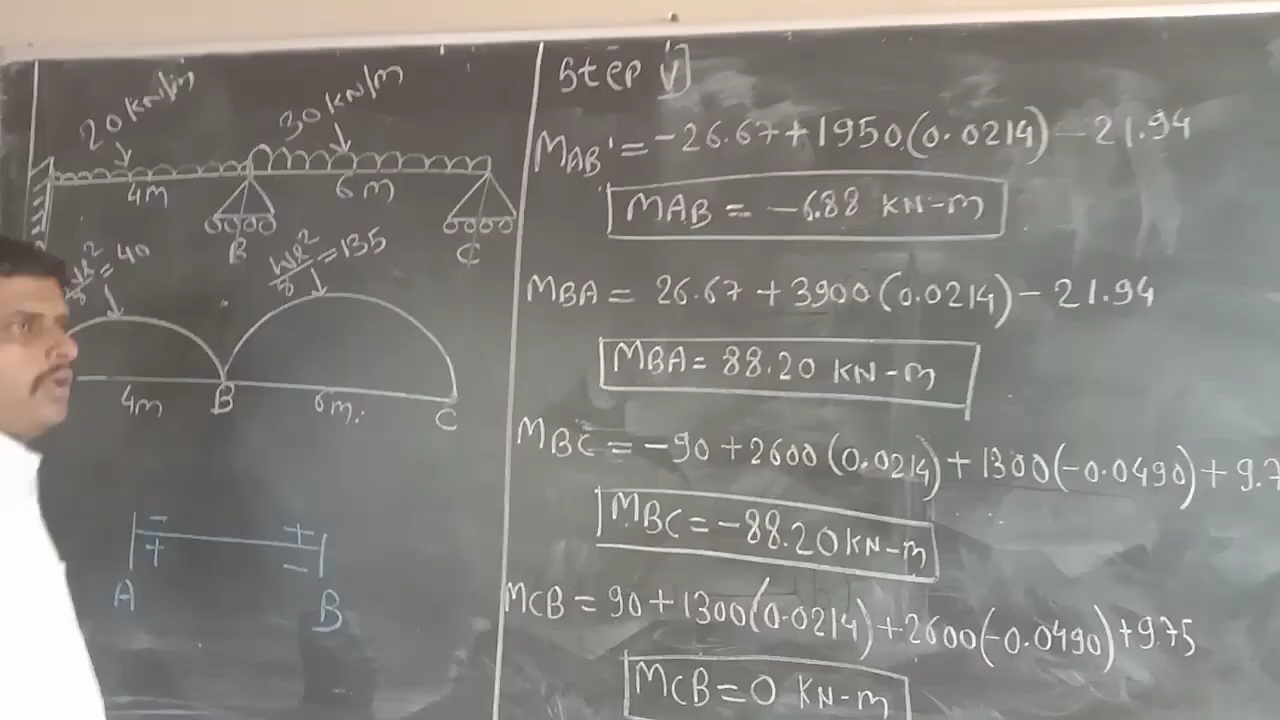 20 KN/m
30 KN/m
4m
6m
B
C
wl²/8 = 40
wl²/8 = 135
4m
B
6m
C
- +
+ -
A
B
Step V]
MAB' = -26.67 + 1950(0.0214) - 21.94
MAB = -6.88 KN-m
MBA = 26.67 + 3900(0.0214) - 21.94
MBA = 88.20 KN-m
MBC = -90 + 2600(0.0214) + 1300(-0.0490) + 9.7
MBC = -88.20 KN-m
MCB = 90 + 1300(0.0214) + 2600(-0.0490) + 9.75
MCB = 0 KN-m